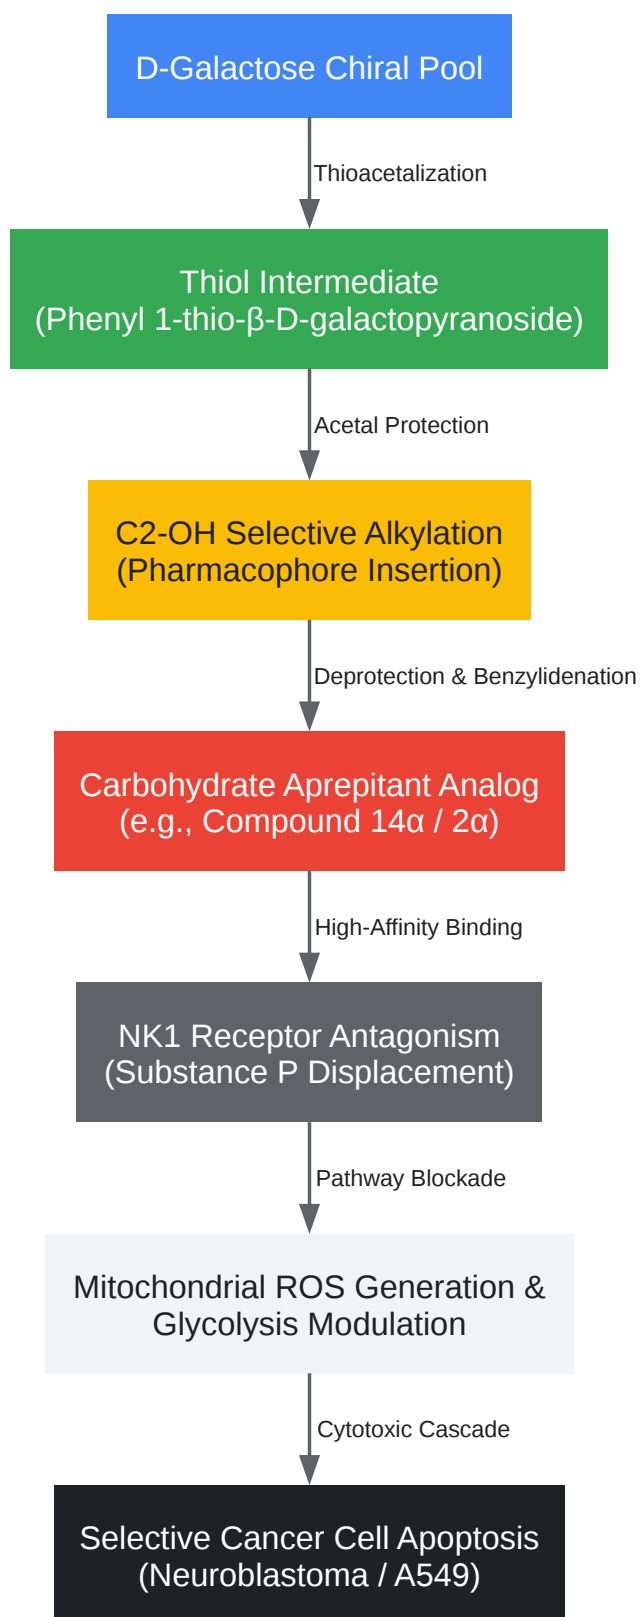 D-Galactose Chiral Pool
Thioacetalization
Thiol Intermediate
(Phenyl 1-thio-β-D-galactopyranoside)
Acetal Protection
C2-OH Selective Alkylation
(Pharmacophore Insertion)
Deprotection & Benzylidenation
Carbohydrate Aprepitant Analog
(e.g., Compound 14α / 2α)
High-Affinity Binding
NK1 Receptor Antagonism
(Substance P Displacement)
Pathway Blockade
Mitochondrial ROS Generation &
Glycolysis Modulation
Cytotoxic Cascade
Selective Cancer Cell Apoptosis
(Neuroblastoma / A549)